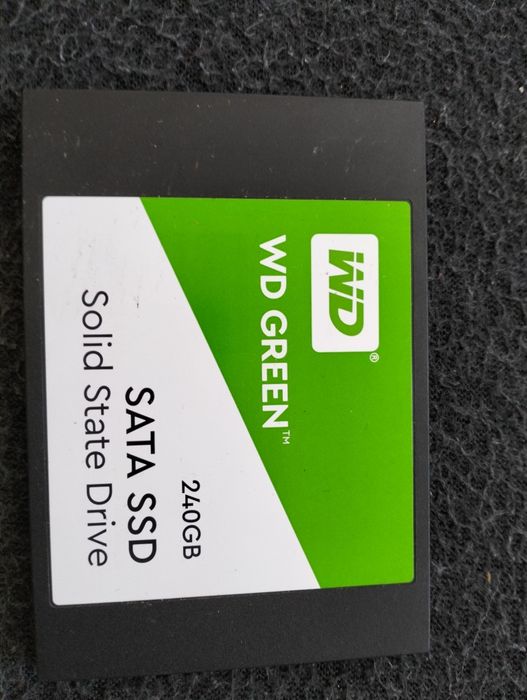 WD®
WD GREEN™
240GB
SATA SSD
Solid State Drive